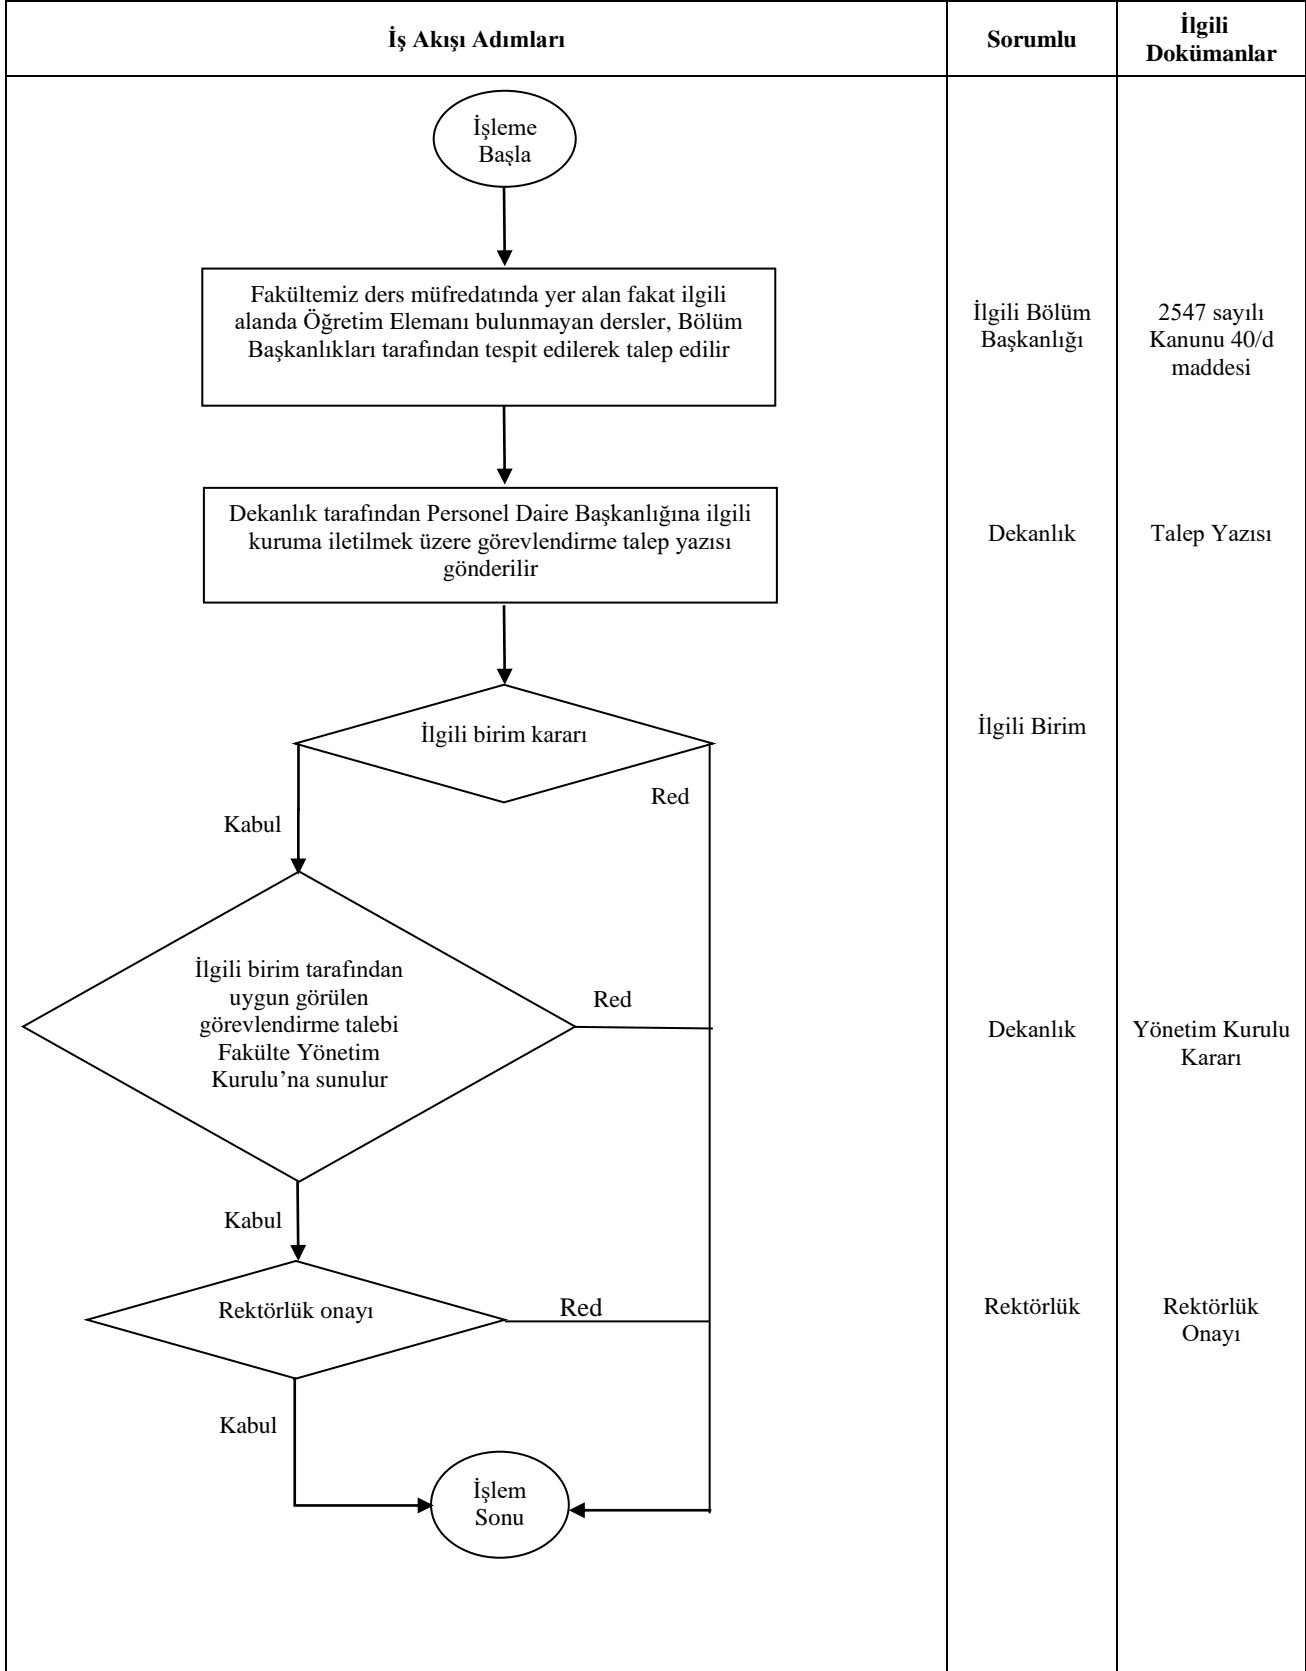 İş Akışı Adımları
Sorumlu
İlgili
Dokümanlar
İşleme
Başla
Fakültemiz ders müfredatında yer alan fakat ilgili
alanda Öğretim Elemanı bulunmayan dersler, Bölüm
Başkanlıkları tarafından tespit edilerek talep edilir
İlgili Bölüm
Başkanlığı
2547 sayılı
Kanunu 40/d
maddesi
Dekanlık tarafından Personel Daire Başkanlığına ilgili
kuruma iletilmek üzere görevlendirme talep yazısı
gönderilir
Dekanlık
Talep Yazısı
İlgili birim kararı
İlgili Birim
Red
Kabul
İlgili birim tarafından
uygun görülen
görevlendirme talebi
Fakülte Yönetim
Kurulu’na sunulur
Red
Dekanlık
Yönetim Kurulu
Kararı
Kabul
Rektörlük onayı
Red
Rektörlük
Rektörlük
Onayı
Kabul
İşlem
Sonu